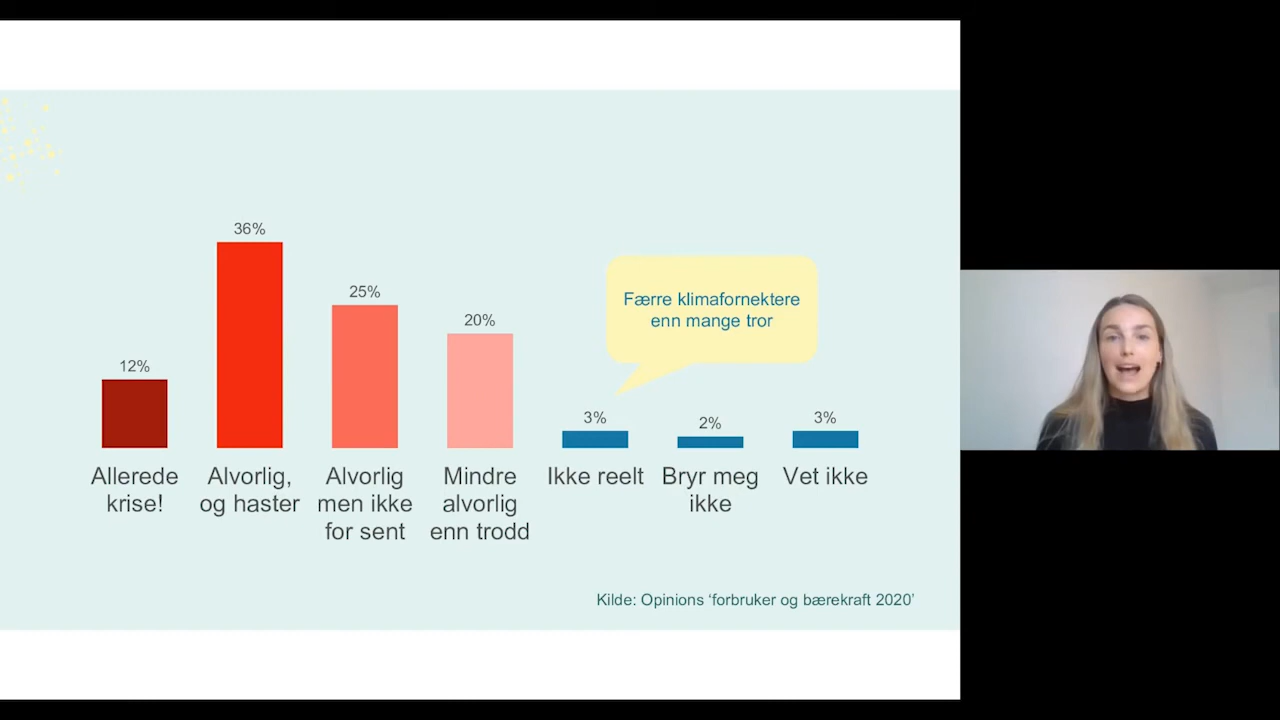 36%
25%
20%
12%
3%
2%
3%
Færre klimafornektere
enn mange tror
Allerede
krise!
Alvorlig,
og haster
Alvorlig
men ikke
for sent
Mindre
alvorlig
enn trodd
Ikke reelt
Bryr meg
ikke
Vet ikke
Kilde: Opinions ‘forbruker og bærekraft 2020’